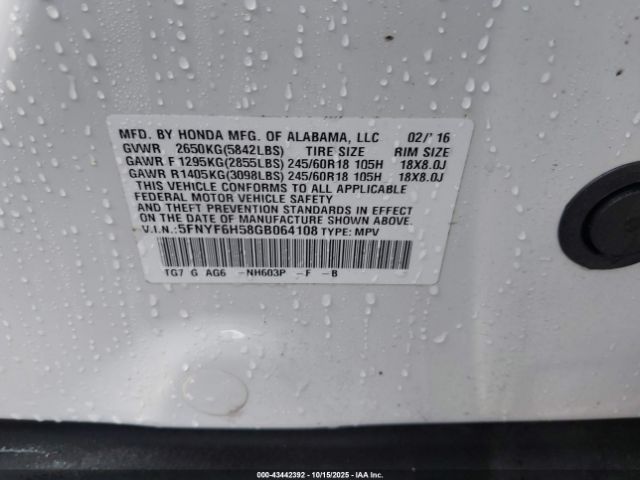 MFD. BY HONDA MFG. OF ALABAMA, LLC 02/'16
GVWR 2650KG(5842LBS) TIRE SIZE RIM SIZE
GAWR F 1295KG(2855LBS) 245/60R18 105H 18X8.0J
GAWR R1405KG(3098LBS) 245/60R18 105H 18X8.0J
THIS VEHICLE CONFORMS TO ALL APPLICABLE
FEDERAL MOTOR VEHICLE SAFETY
AND THEFT PREVENTION STANDARDS IN EFFECT
ON THE DATE OF MANUFACTURE SHOWN ABOVE.
V.I.N.: 5FNYF6H58GB064108 TYPE: MPV
TG7 G AG6 -NH603P -F -B
000-43442392 - 10/15/2025 - IAA Inc.